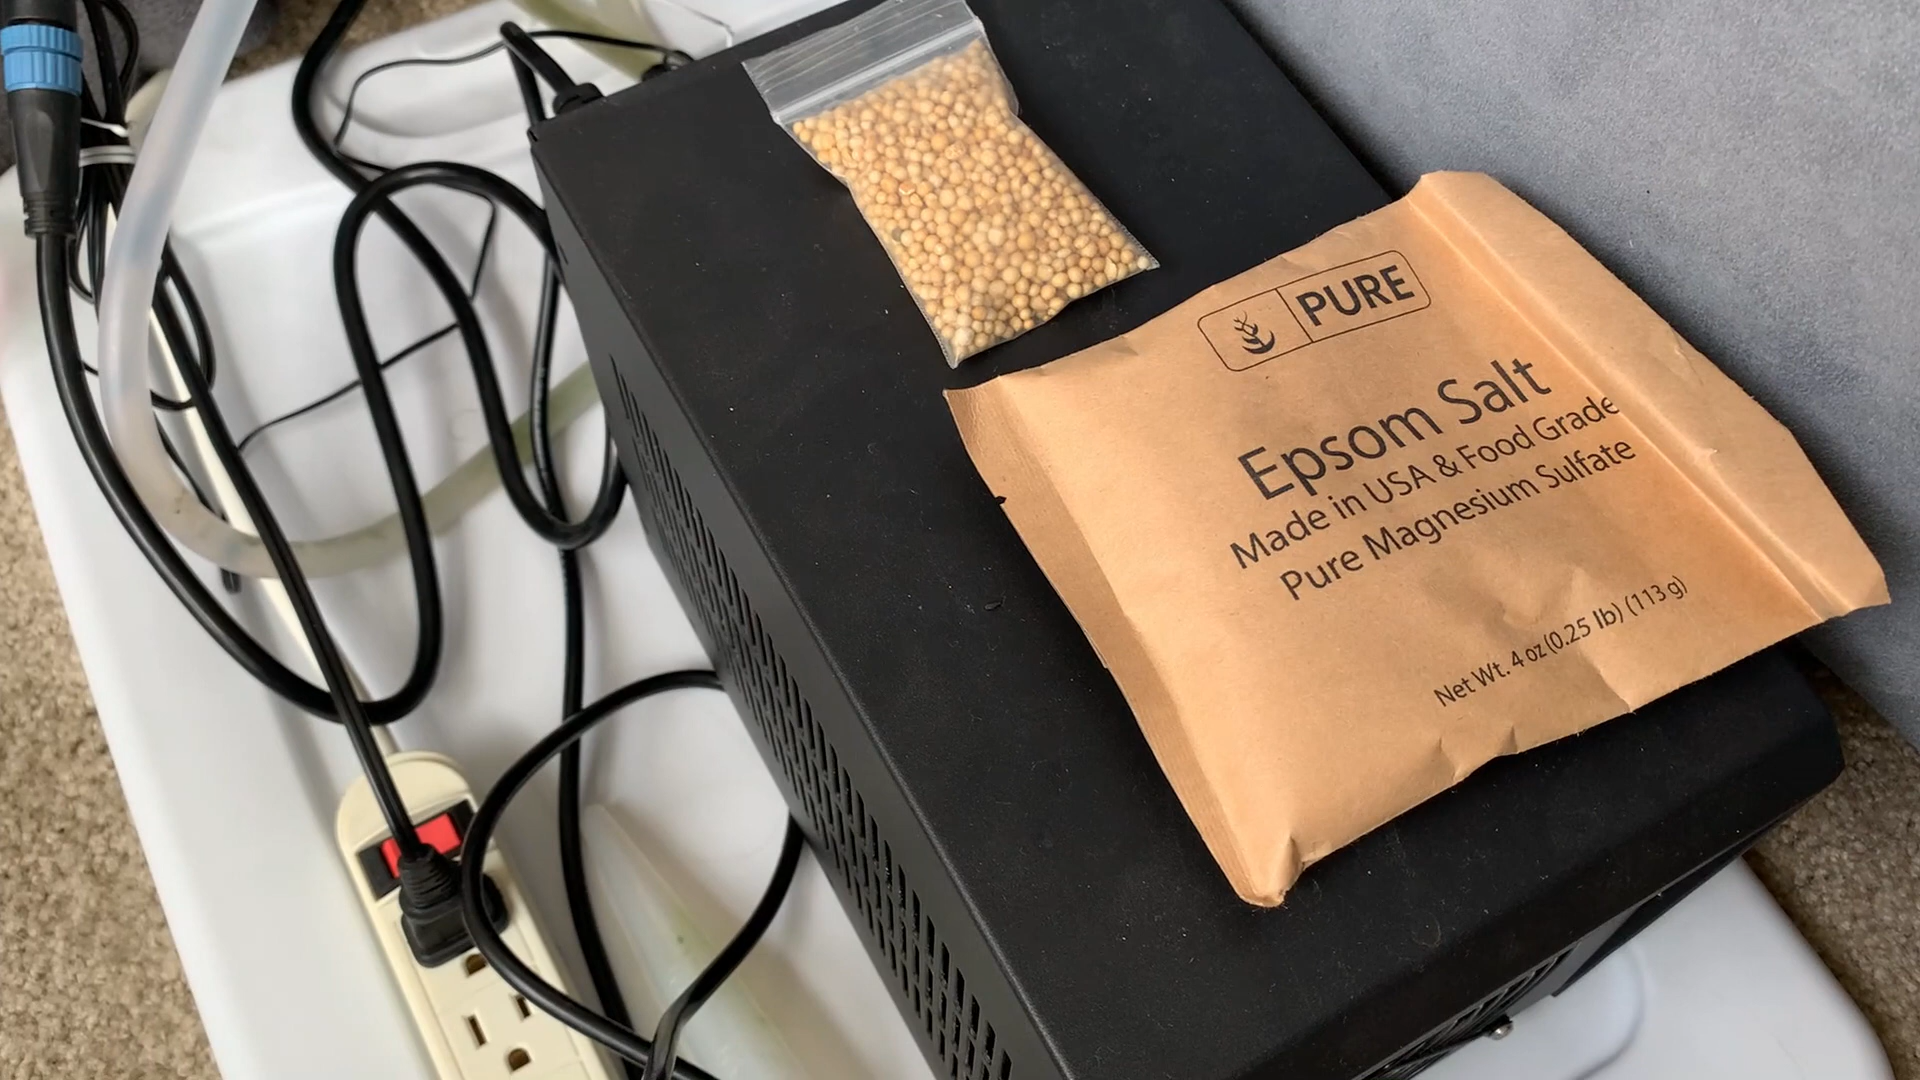 PURE
Epsom Salt
Made in USA & Food Grade
Pure Magnesium Sulfate
Net Wt. 4 oz (0.25 lb) (113 g)